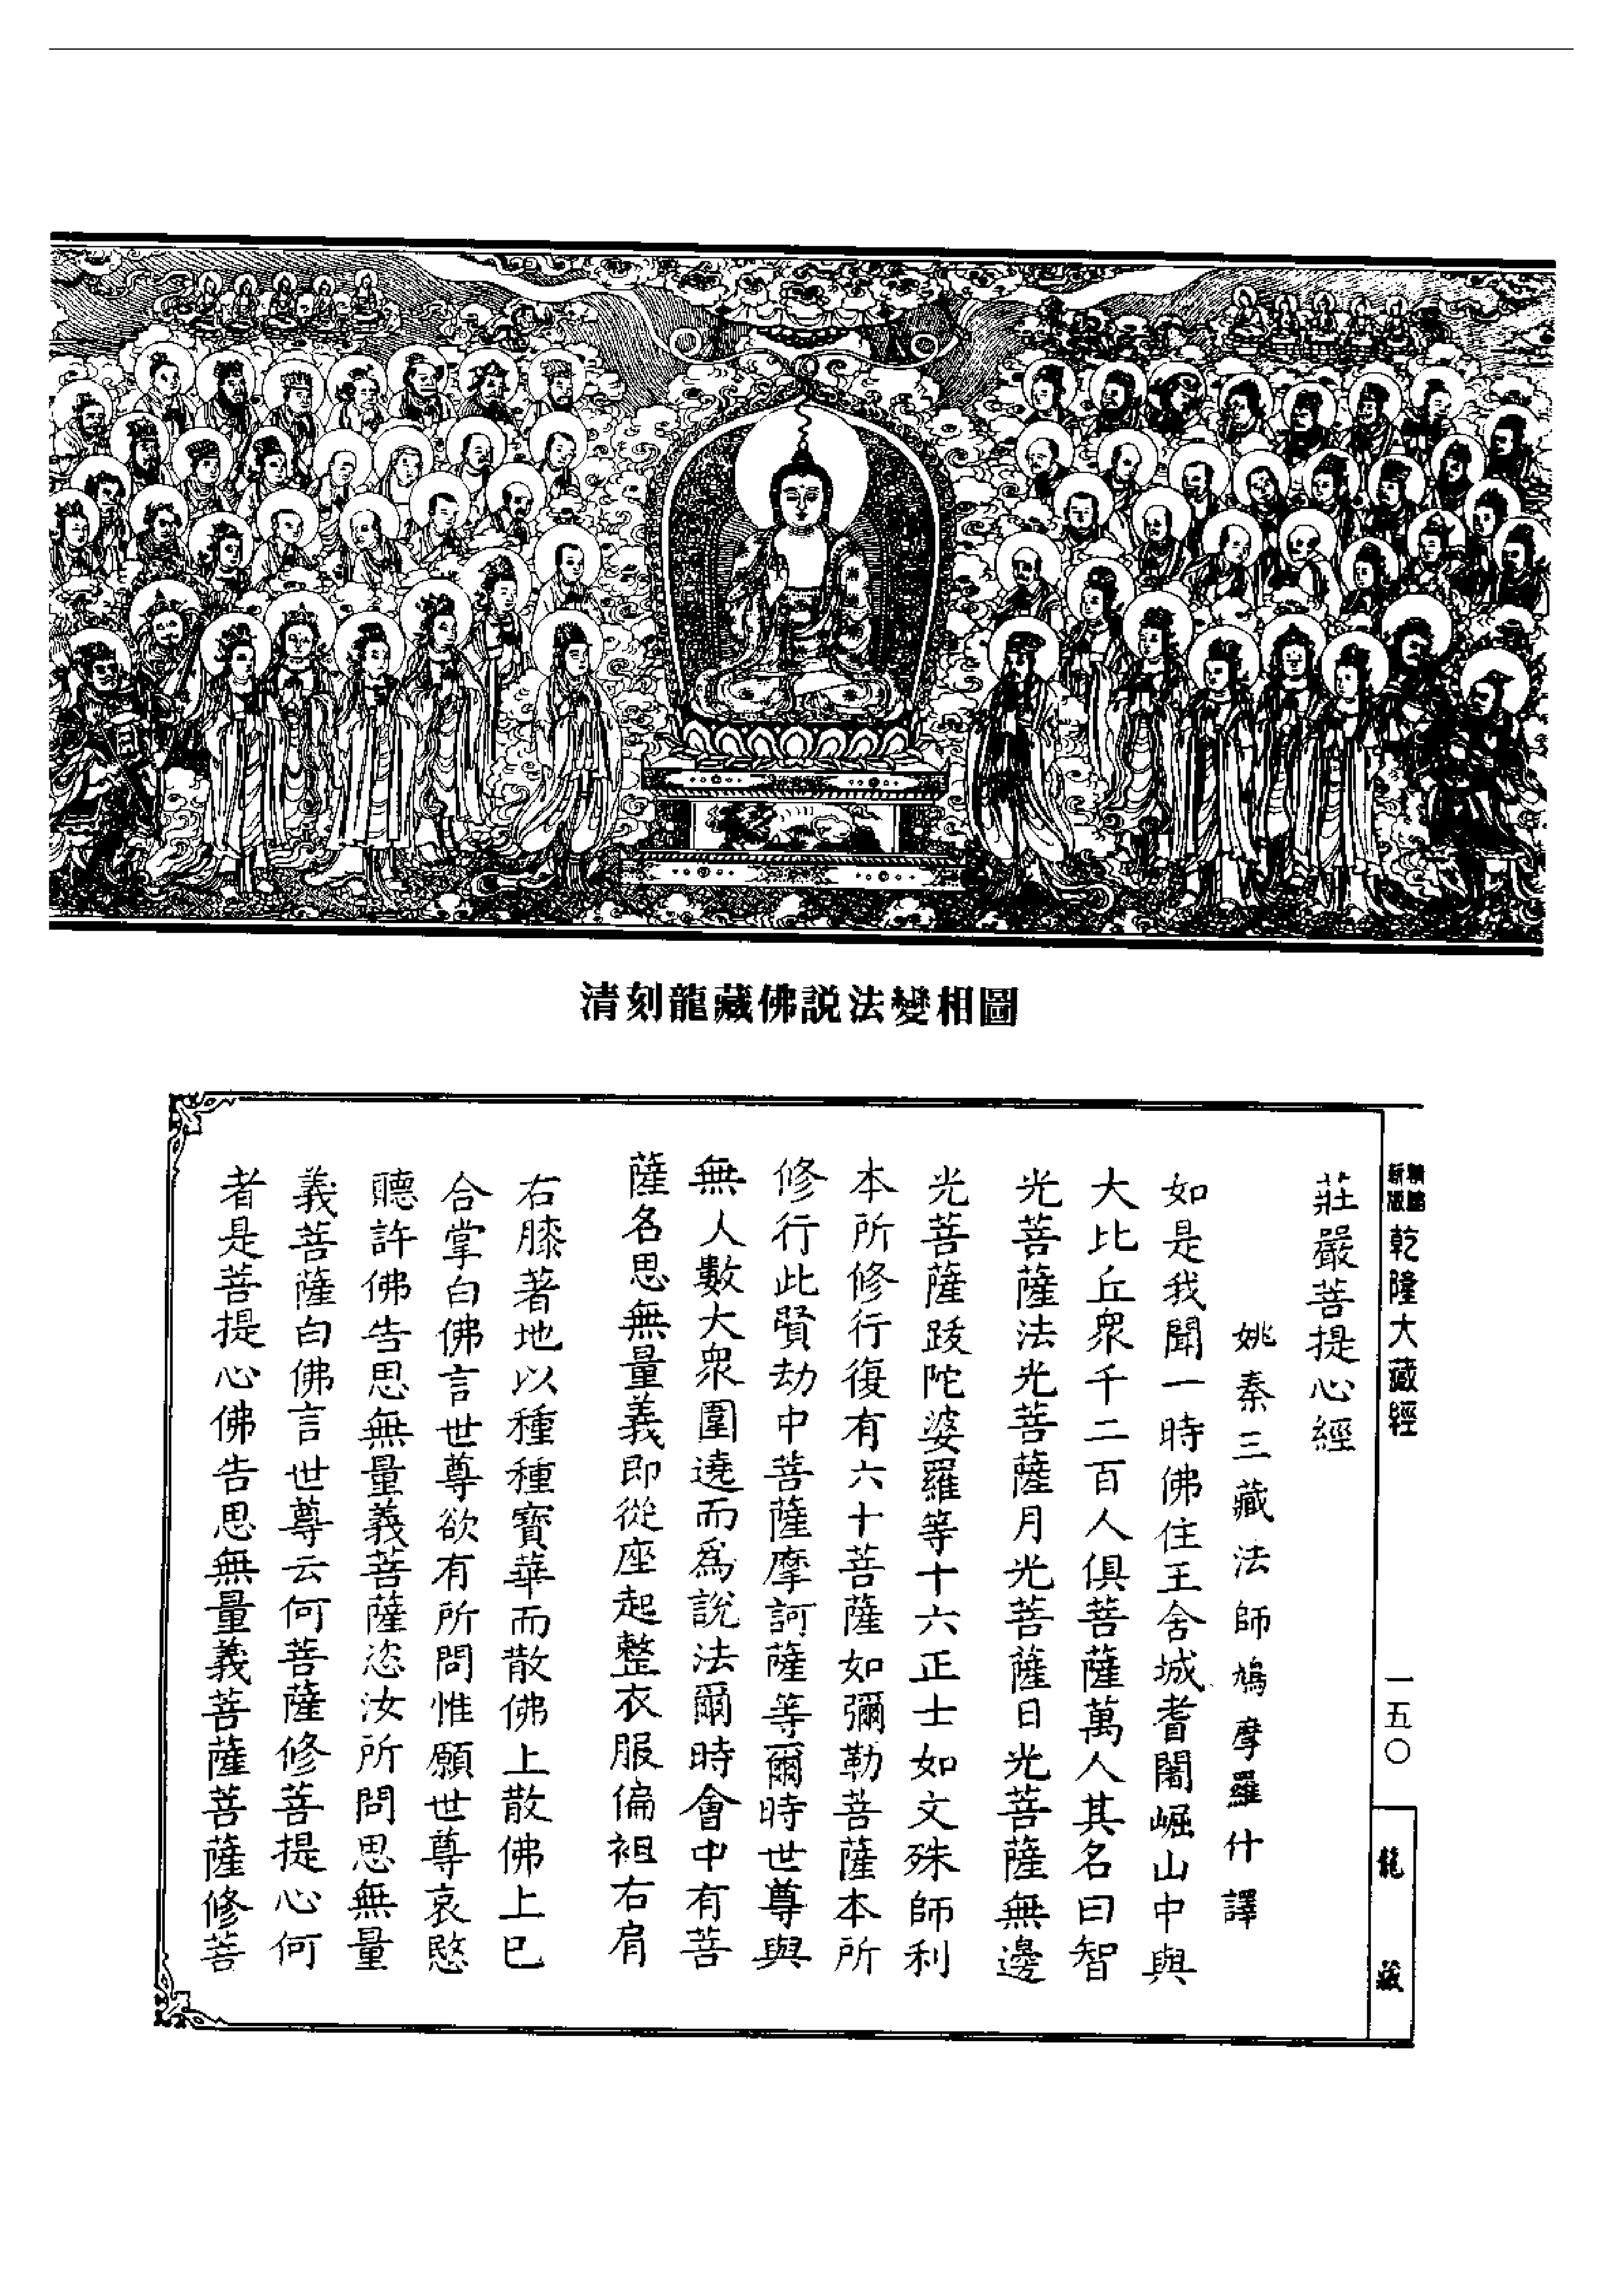 清刻龍藏佛說法變相圖
新版
精縮
乾隆大藏經
一五〇
龍藏
莊嚴菩提心經
姚秦三藏法師鳩摩羅什譯
如是我聞一時佛住王舍城耆闍崛山中與
大比丘眾千二百人俱菩薩萬人其名曰智
光菩薩法光菩薩月光菩薩日光菩薩無邊
光菩薩跋陀婆羅等十六正士如文殊師利
本所修行復有六十菩薩如彌勒菩薩本所
修行此賢劫中菩薩摩訶薩等爾時世尊與
無人數大眾圍遶而為說法爾時會中有菩
薩名思無量義即從座起整衣服偏袒右肩
右膝著地以種種寶華而散佛上散佛上已
合掌白佛言世尊欲有所問惟願世尊哀愍
聽許佛告思無量義菩薩恣汝所問思無量
義菩薩白佛言世尊云何菩薩修菩提心何
者是菩提心佛告思無量義菩薩菩薩修菩